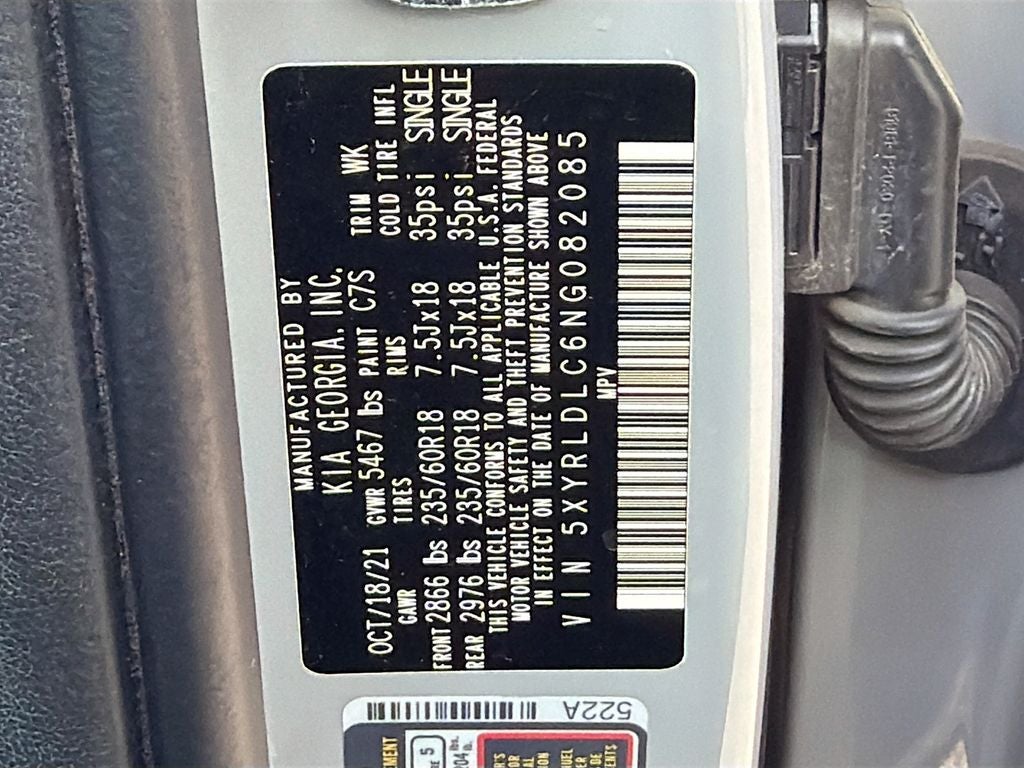 MANUFACTURED BY
KIA GEORGIA, INC.
OCT/18/21 GVWR 5467 lbs PAINT C7S TRIM WK
GAWR TIRES RIMS COLD TIRE INFL
FRONT 2866 lbs 235/60R18 7.5Jx18 35psi SINGLE
REAR 2976 lbs 235/60R18 7.5Jx18 35psi SINGLE
THIS VEHICLE CONFORMS TO ALL APPLICABLE U.S.A. FEDERAL
MOTOR VEHICLE SAFETY AND THEFT PREVENTION STANDARDS
IN EFFECT ON THE DATE OF MANUFACTURE SHOWN ABOVE
VIN 5XYRLDLC6NG082085
MPV
522A
5